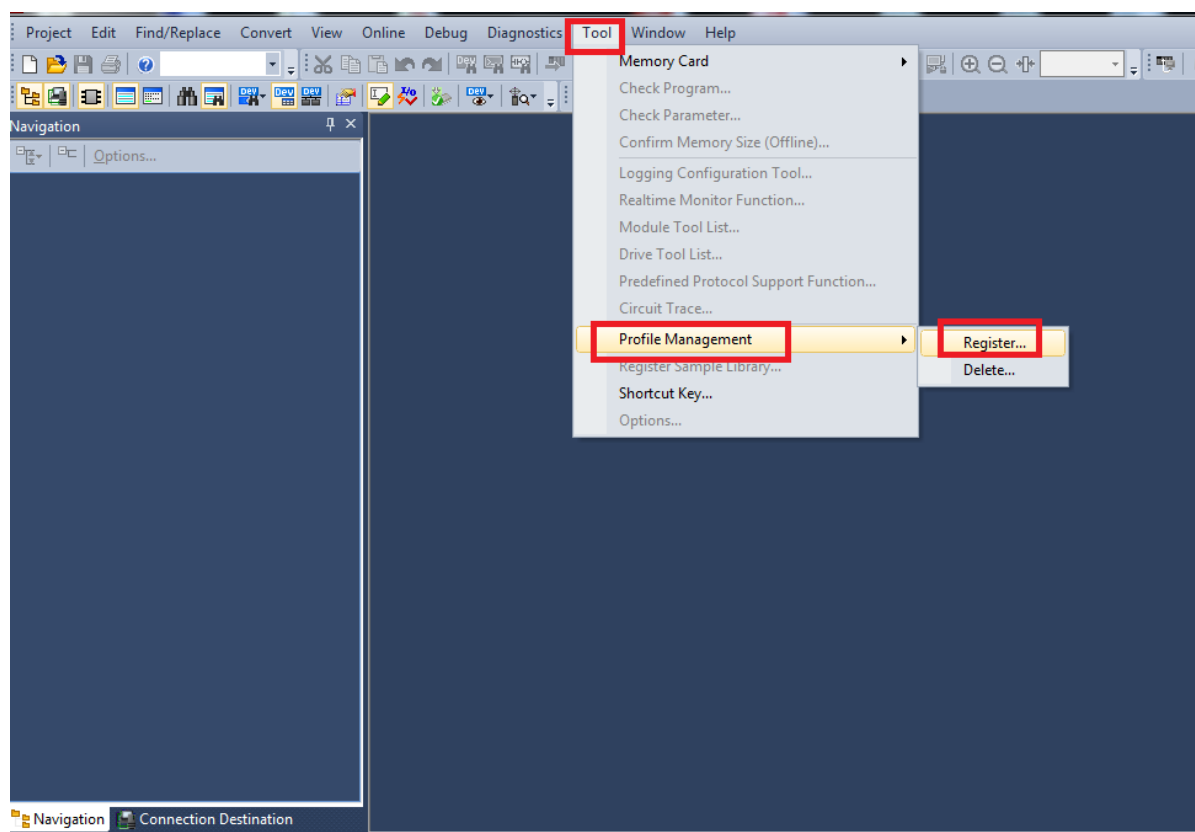 Project Edit Find/Replace Convert View Online Debug Diagnostics Tool Window Help
Navigation
Options...
Memory Card
Check Program...
Check Parameter...
Confirm Memory Size (Offline)...
Logging Configuration Tool...
Realtime Monitor Function...
Module Tool List...
Drive Tool List...
Predefined Protocol Support Function...
Circuit Trace...
Profile Management
Register Sample Library...
Shortcut Key...
Options...
Register...
Delete...
Navigation Connection Destination